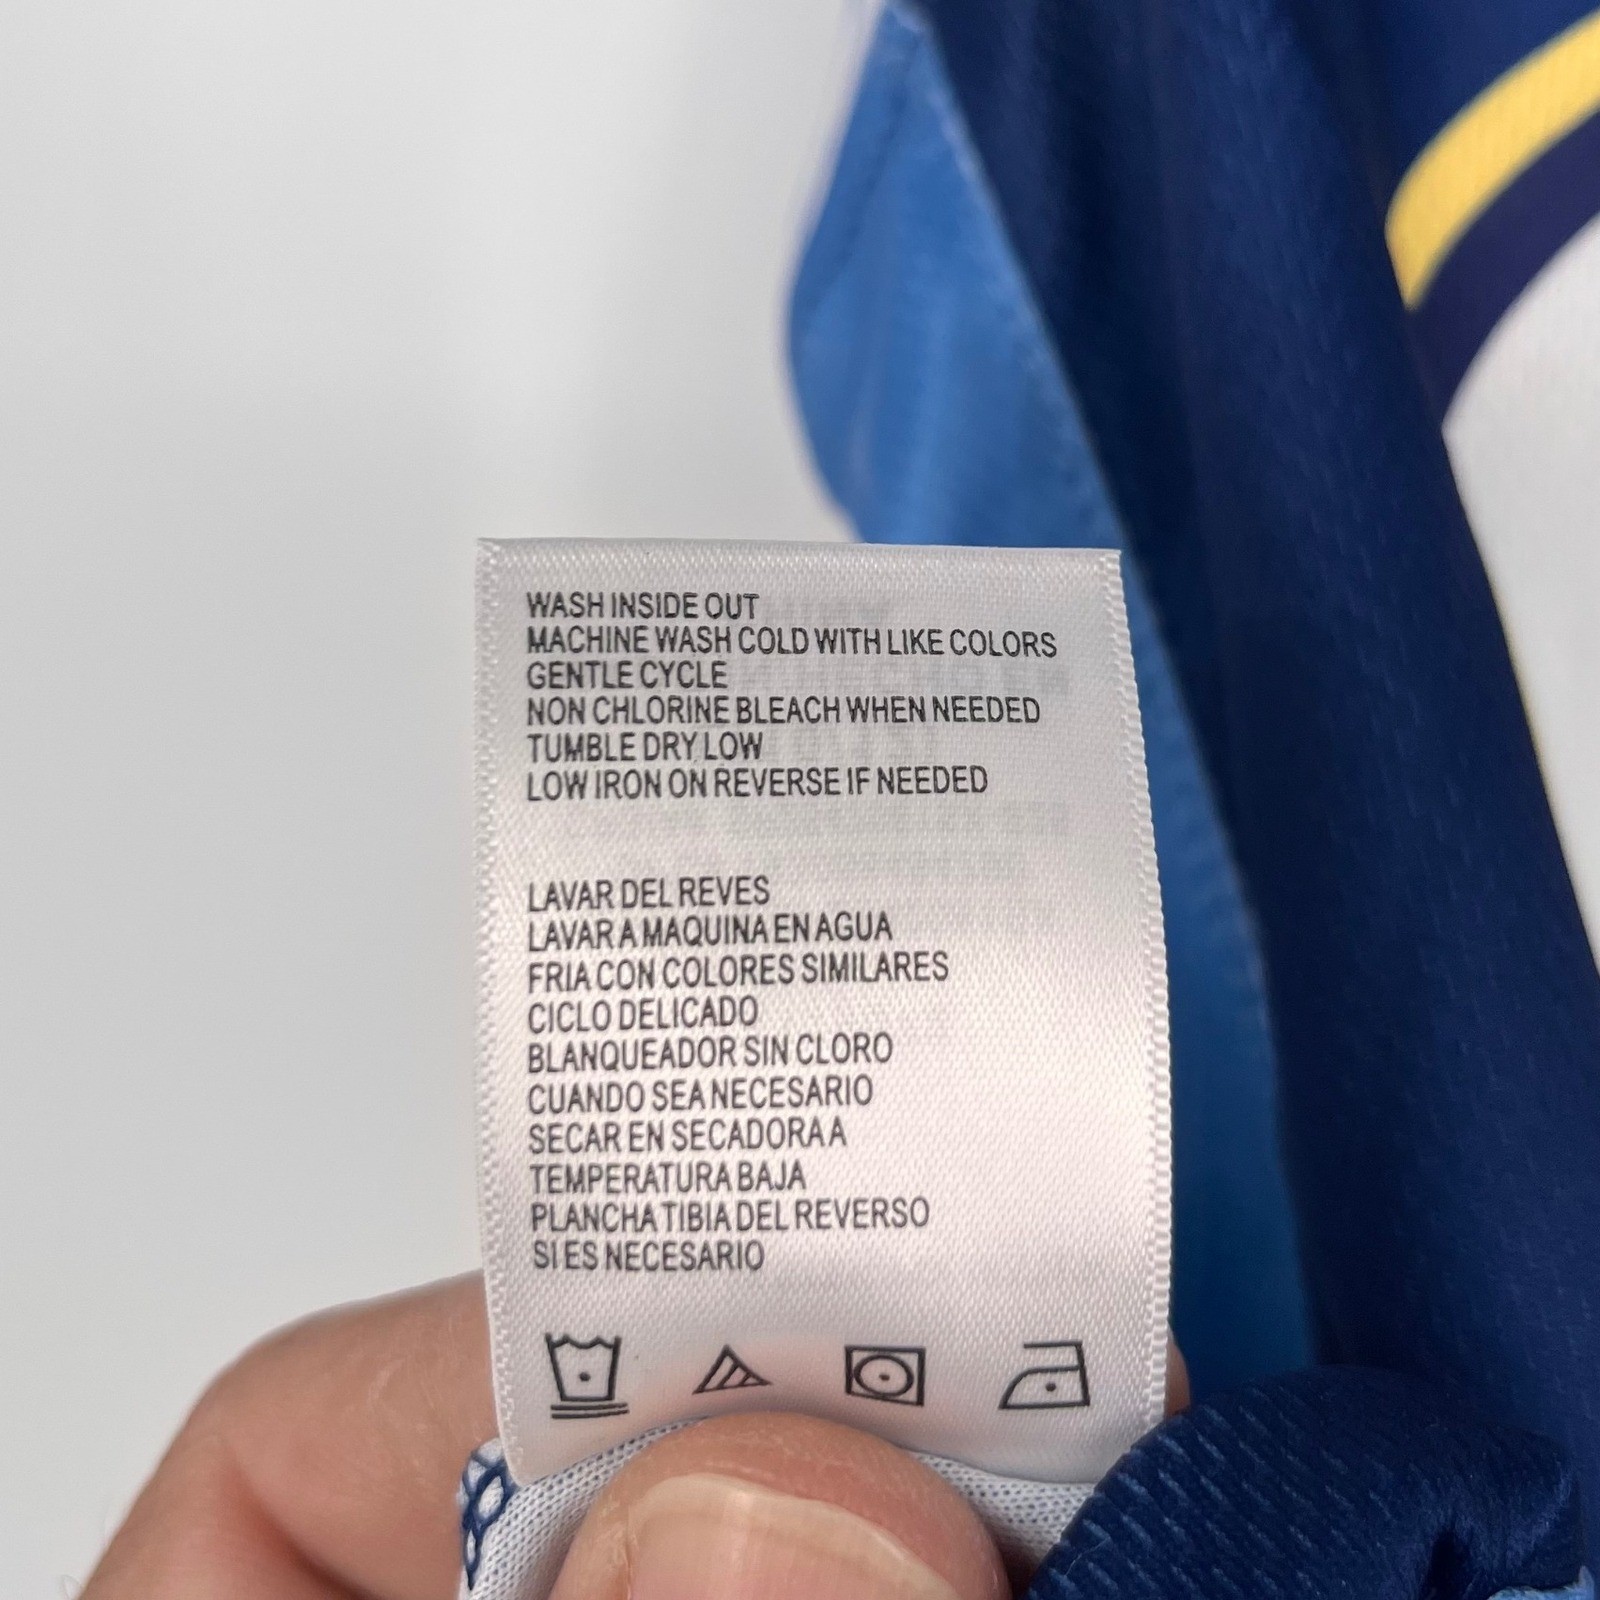 WASH INSIDE OUT
MACHINE WASH COLD WITH LIKE COLORS
GENTLE CYCLE
NON CHLORINE BLEACH WHEN NEEDED
TUMBLE DRY LOW
LOW IRON ON REVERSE IF NEEDED
LAVAR DEL REVES
LAVAR A MAQUINA EN AGUA
FRIA CON COLORES SIMILARES
CICLO DELICADO
BLANQUEADOR SIN CLORO
CUANDO SEA NECESARIO
SECAR EN SECADORA A
TEMPERATURA BAJA
PLANCHA TIBIA DEL REVERSO
SI ES NECESARIO